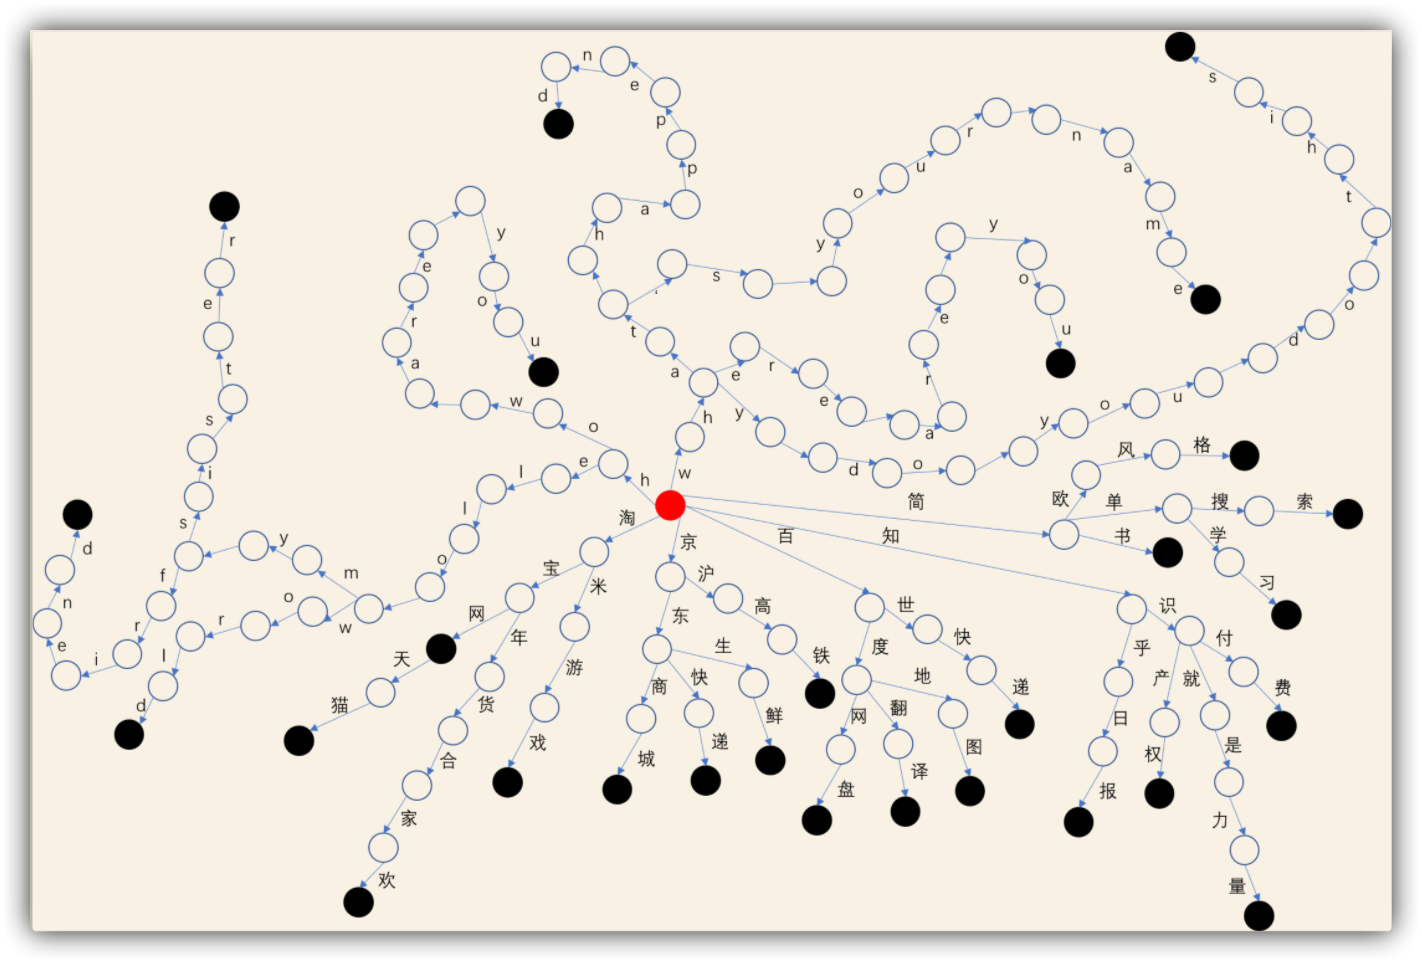 w h a t h a p p e n d
' s y o u r n a m e
e r e a r e y o u
y d o y o u d o t h i s
h o w a r e y o u
e l l o m y s i s t e r
f r i e n d
w o r l d
淘 宝 网 天 猫
年 货 合 家 欢
米 游 戏
京 东 商 城
快 递
生 鲜
沪 高 铁
百 度 网 盘
翻 译
地 图
世 快 递
知 乎 日 报
识 产 权
就 是 力 量
付 费
简 欧 风 格
单 搜 索
学 习
书